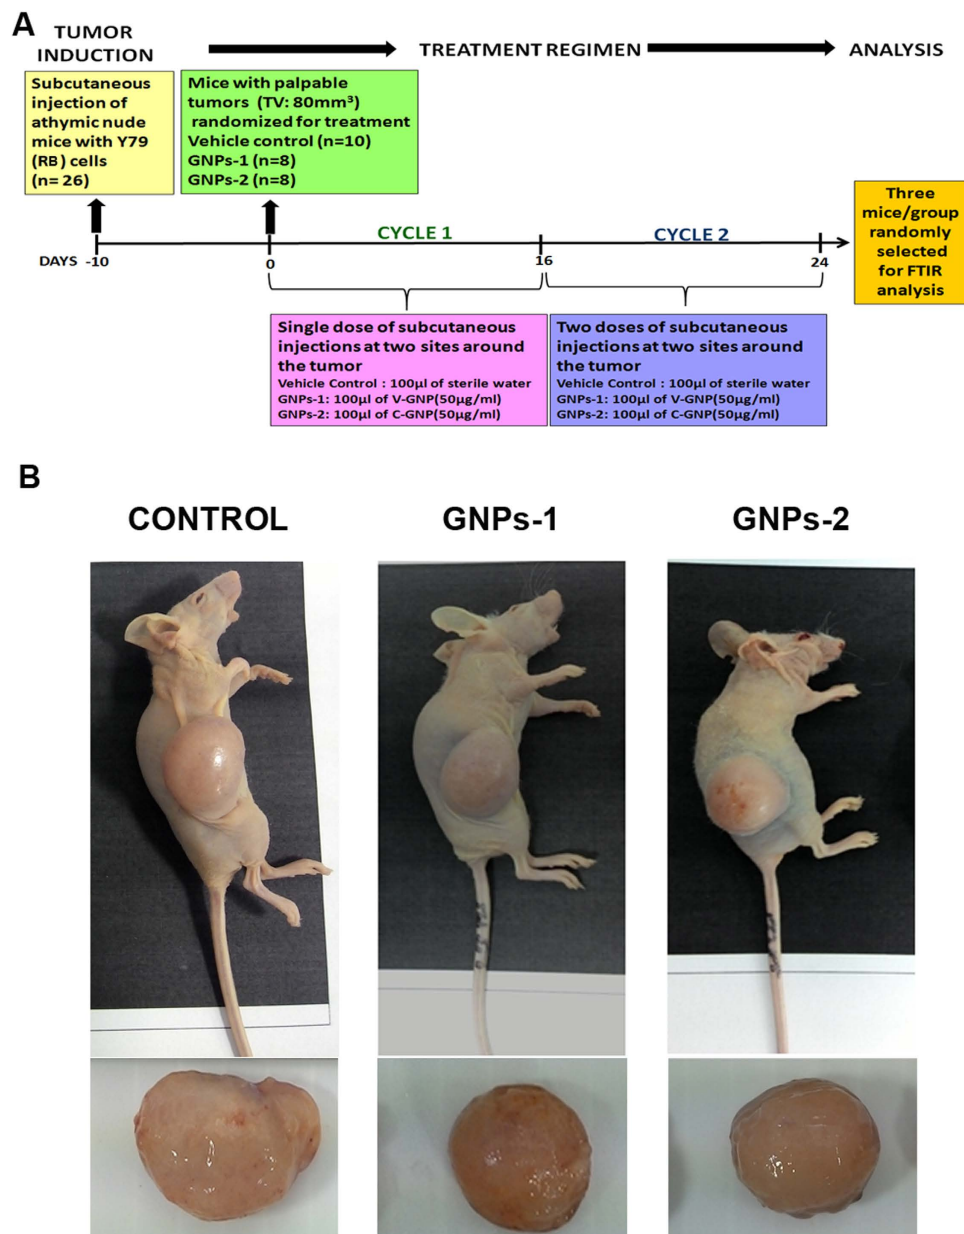 A
TUMOR
INDUCTION
TREATMENT REGIMEN
ANALYSIS
Subcutaneous
injection of
athymic nude
mice with Y79
(RB) cells
(n= 26)
Mice with palpable
tumors (TV: 80mm³)
randomized for treatment
Vehicle control (n=10)
GNPs-1 (n=8)
GNPs-2 (n=8)
Three
mice/group
randomly
selected
for FTIR
analysis
CYCLE 1
CYCLE 2
DAYS -10
0
16
24
Single dose of subcutaneous
injections at two sites around
the tumor
Vehicle Control : 100µl of sterile water
GNPs-1: 100µl of V-GNP(50µg/ml)
GNPs-2: 100µl of C-GNP(50µg/ml)
Two doses of subcutaneous
injections at two sites around
the tumor
Vehicle Control : 100µl of sterile water
GNPs-1: 100µl of V-GNP(50µg/ml)
GNPs-2: 100µl of C-GNP(50µg/ml)
B
CONTROL
GNPs-1
GNPs-2